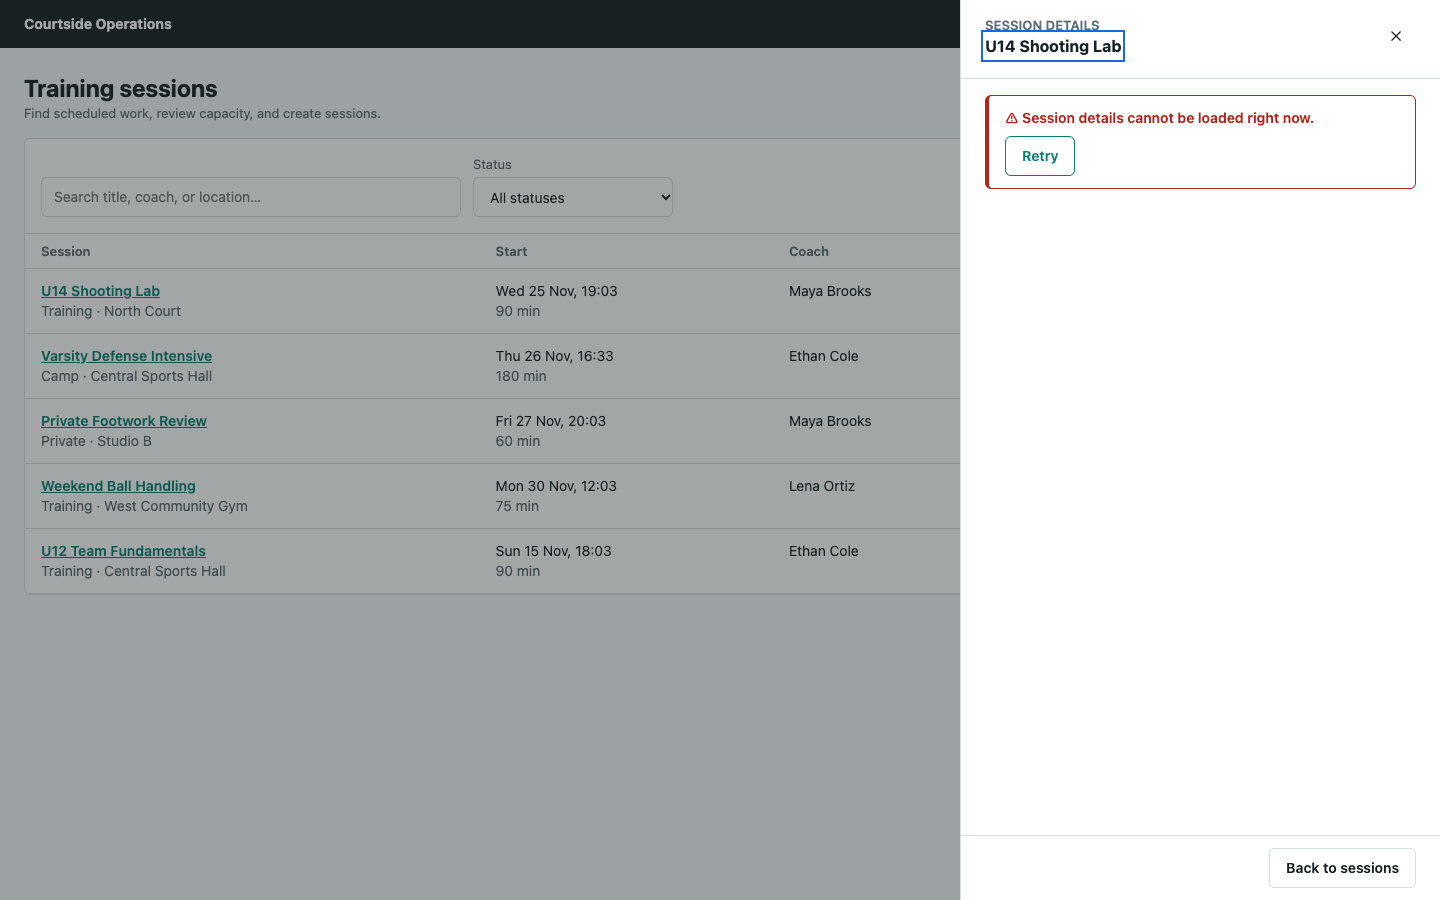 Courtside Operations
Training sessions
Find scheduled work, review capacity, and create sessions.
Status
Search title, coach, or location...
All statuses
Session Start Coach
U14 Shooting Lab Wed 25 Nov, 19:03 Maya Brooks
Training · North Court 90 min
Varsity Defense Intensive Thu 26 Nov, 16:33 Ethan Cole
Camp · Central Sports Hall 180 min
Private Footwork Review Fri 27 Nov, 20:03 Maya Brooks
Private · Studio B 60 min
Weekend Ball Handling Mon 30 Nov, 12:03 Lena Ortiz
Training · West Community Gym 75 min
U12 Team Fundamentals Sun 15 Nov, 18:03 Ethan Cole
Training · Central Sports Hall 90 min
SESSION DETAILS
U14 Shooting Lab
Session details cannot be loaded right now.
Retry
Back to sessions